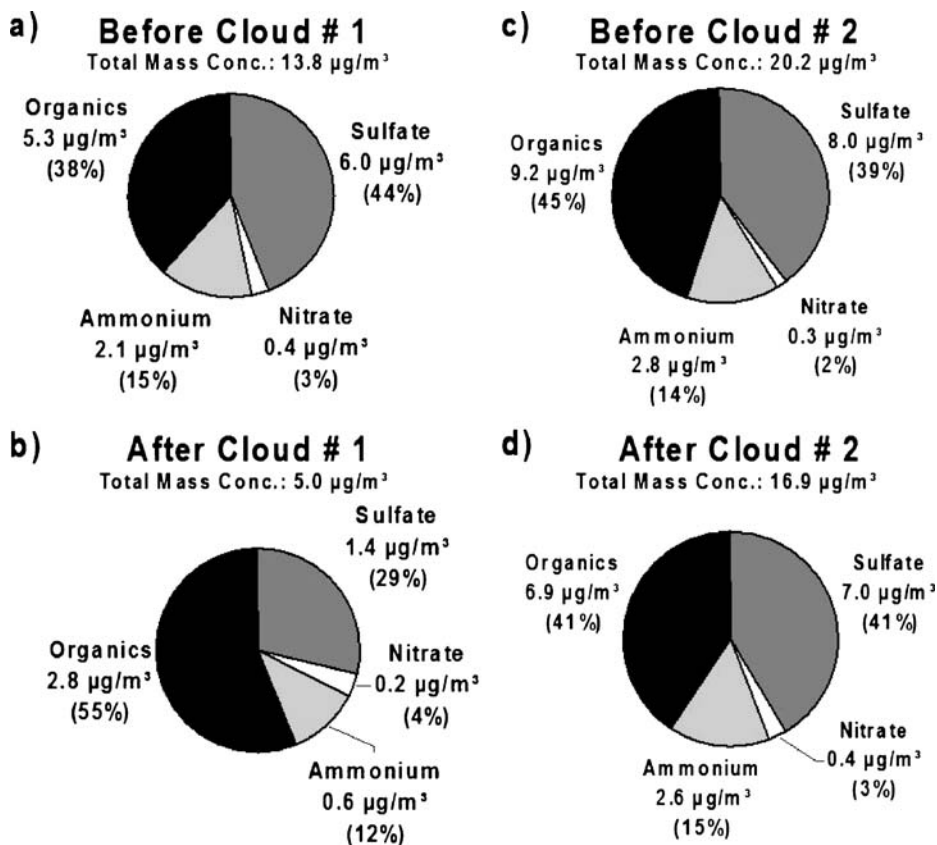 a) Before Cloud # 1
Total Mass Conc.: 13.8 µg/m³
Organics
5.3 µg/m³
(38%)
Sulfate
6.0 µg/m³
(44%)
Ammonium
2.1 µg/m³
(15%)
Nitrate
0.4 µg/m³
(3%)
b) After Cloud # 1
Total Mass Conc.: 5.0 µg/m³
Sulfate
1.4 µg/m³
(29%)
Organics
2.8 µg/m³
(55%)
Nitrate
0.2 µg/m³
(4%)
Ammonium
0.6 µg/m³
(12%)
c) Before Cloud # 2
Total Mass Conc.: 20.2 µg/m³
Organics
9.2 µg/m³
(45%)
Sulfate
8.0 µg/m³
(39%)
Ammonium
2.8 µg/m³
(14%)
Nitrate
0.3 µg/m³
(2%)
d) After Cloud # 2
Total Mass Conc.: 16.9 µg/m³
Organics
6.9 µg/m³
(41%)
Sulfate
7.0 µg/m³
(41%)
Nitrate
0.4 µg/m³
(3%)
Ammonium
2.6 µg/m³
(15%)